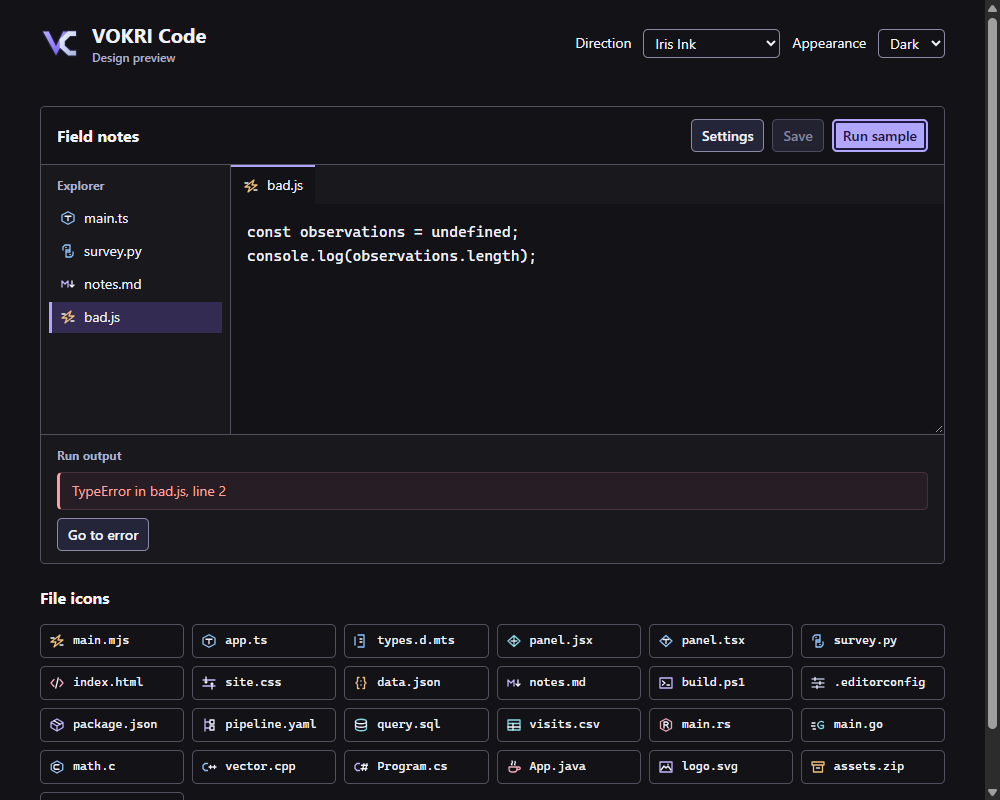 VOKRI Code
Design preview
Direction
Iris Ink
Appearance
Dark
Field notes
Settings
Save
Run sample
Explorer
main.ts
survey.py
notes.md
bad.js
bad.js
const observations = undefined;
console.log(observations.length);
Run output
TypeError in bad.js, line 2
Go to error
File icons
main.mjs
app.ts
types.d.mts
panel.jsx
panel.tsx
survey.py
index.html
site.css
data.json
notes.md
build.ps1
.editorconfig
package.json
pipeline.yaml
query.sql
visits.csv
main.rs
main.go
math.c
vector.cpp
Program.cs
App.java
logo.svg
assets.zip